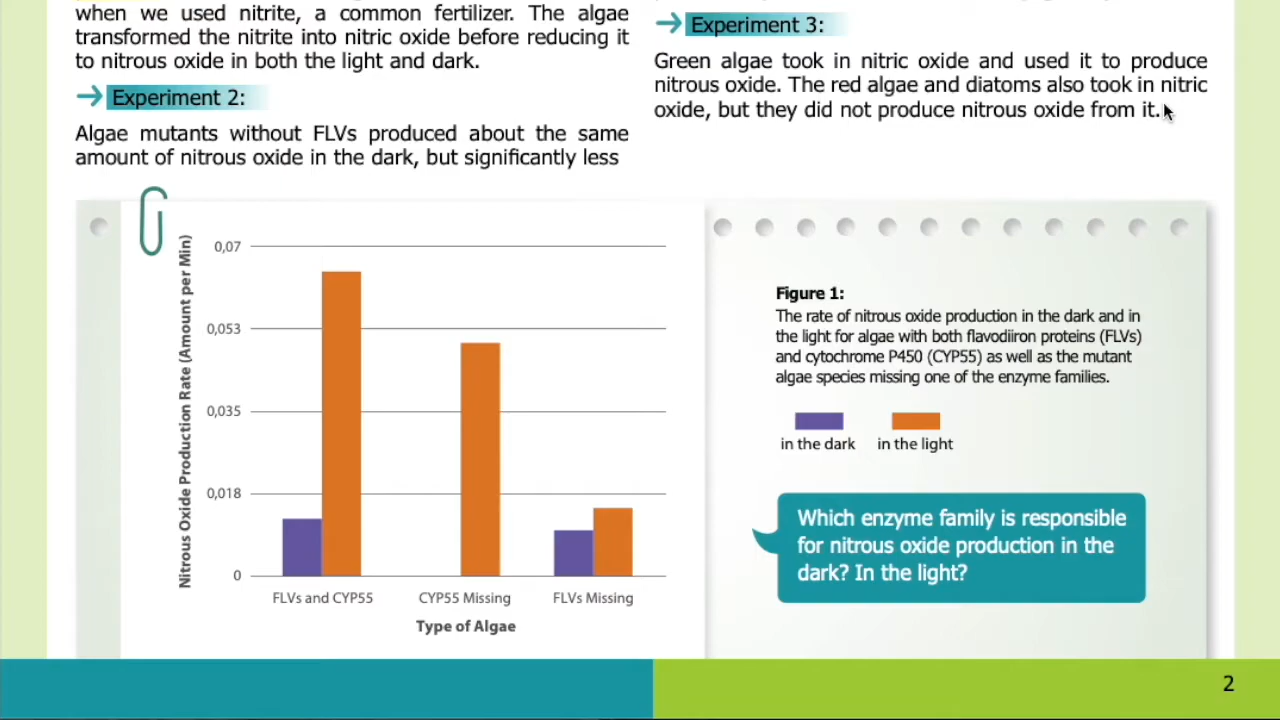 when we used nitrite, a common fertilizer. The algae
transformed the nitrite into nitric oxide before reducing it
to nitrous oxide in both the light and dark.
Experiment 2:
Algae mutants without FLVs produced about the same
amount of nitrous oxide in the dark, but significantly less
Experiment 3:
Green algae took in nitric oxide and used it to produce
nitrous oxide. The red algae and diatoms also took in nitric
oxide, but they did not produce nitrous oxide from it.
Nitrous Oxide Production Rate (Amount per Min)
0,07
0,053
0,035
0,018
0
FLVs and CYP55 CYP55 Missing FLVs Missing
Type of Algae
Figure 1:
The rate of nitrous oxide production in the dark and in
the light for algae with both flavodiiron proteins (FLVs)
and cytochrome P450 (CYP55) as well as the mutant
algae species missing one of the enzyme families.
in the dark in the light
Which enzyme family is responsible
for nitrous oxide production in the
dark? In the light?
2